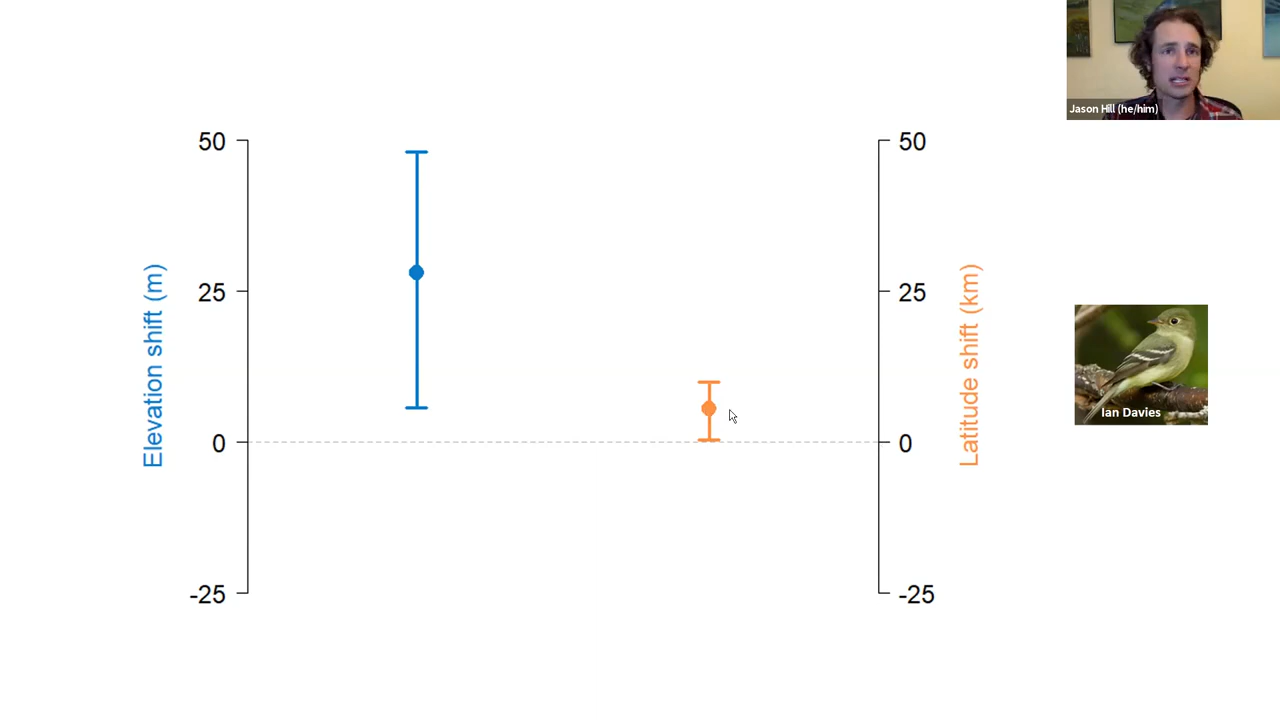 Jason Hill (he/him)
50
25
0
-25
Elevation shift (m)
50
25
0
-25
Latitude shift (km)
Ian Davies